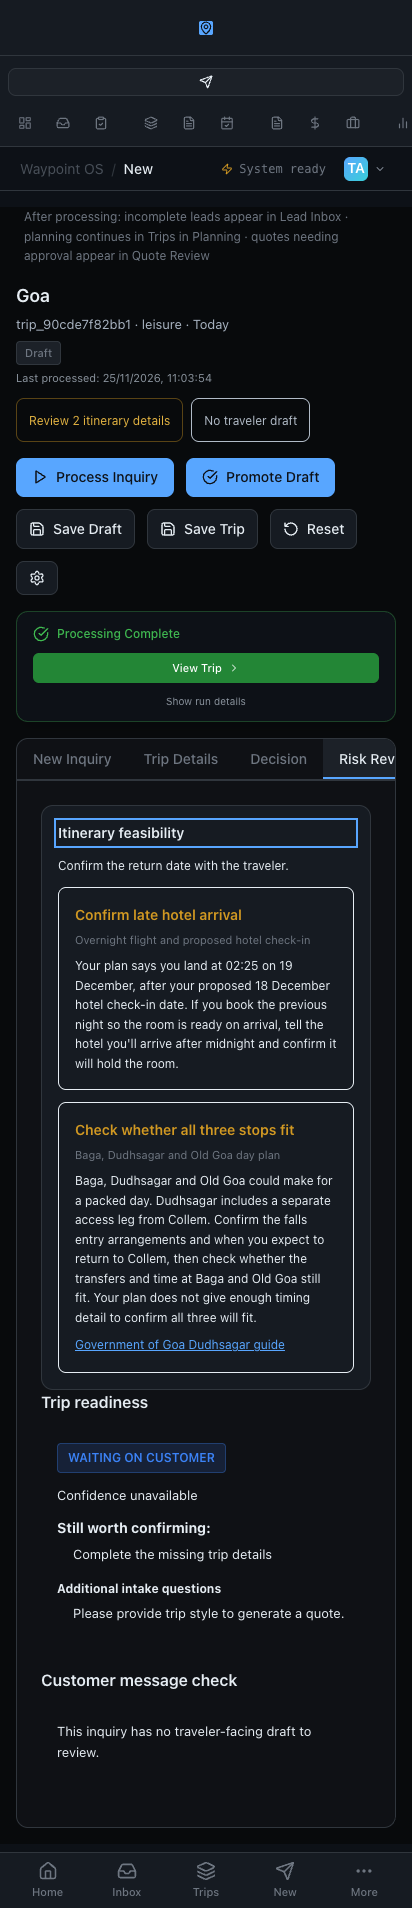 Waypoint OS / New
System ready
TA
After processing: incomplete leads appear in Lead Inbox ·
planning continues in Trips in Planning · quotes needing
approval appear in Quote Review
Goa
trip_90cde7f82bb1 · leisure · Today
Draft
Last processed: 25/11/2026, 11:03:54
Review 2 itinerary details
No traveler draft
Process Inquiry
Promote Draft
Save Draft
Save Trip
Reset
Processing Complete
View Trip
Show run details
New Inquiry
Trip Details
Decision
Risk Rev
Itinerary feasibility
Confirm the return date with the traveler.
Confirm late hotel arrival
Overnight flight and proposed hotel check-in
Your plan says you land at 02:25 on 19
December, after your proposed 18 December
hotel check-in date. If you book the previous
night so the room is ready on arrival, tell the
hotel you'll arrive after midnight and confirm it
will hold the room.
Check whether all three stops fit
Baga, Dudhsagar and Old Goa day plan
Baga, Dudhsagar and Old Goa could make for
a packed day. Dudhsagar includes a separate
access leg from Collem. Confirm the falls
entry arrangements and when you expect to
return to Collem, then check whether the
transfers and time at Baga and Old Goa still
fit. Your plan does not give enough timing
detail to confirm all three will fit.
Government of Goa Dudhsagar guide
Trip readiness
WAITING ON CUSTOMER
Confidence unavailable
Still worth confirming:
Complete the missing trip details
Additional intake questions
Please provide trip style to generate a quote.
Customer message check
This inquiry has no traveler-facing draft to
review.
Home
Inbox
Trips
New
More